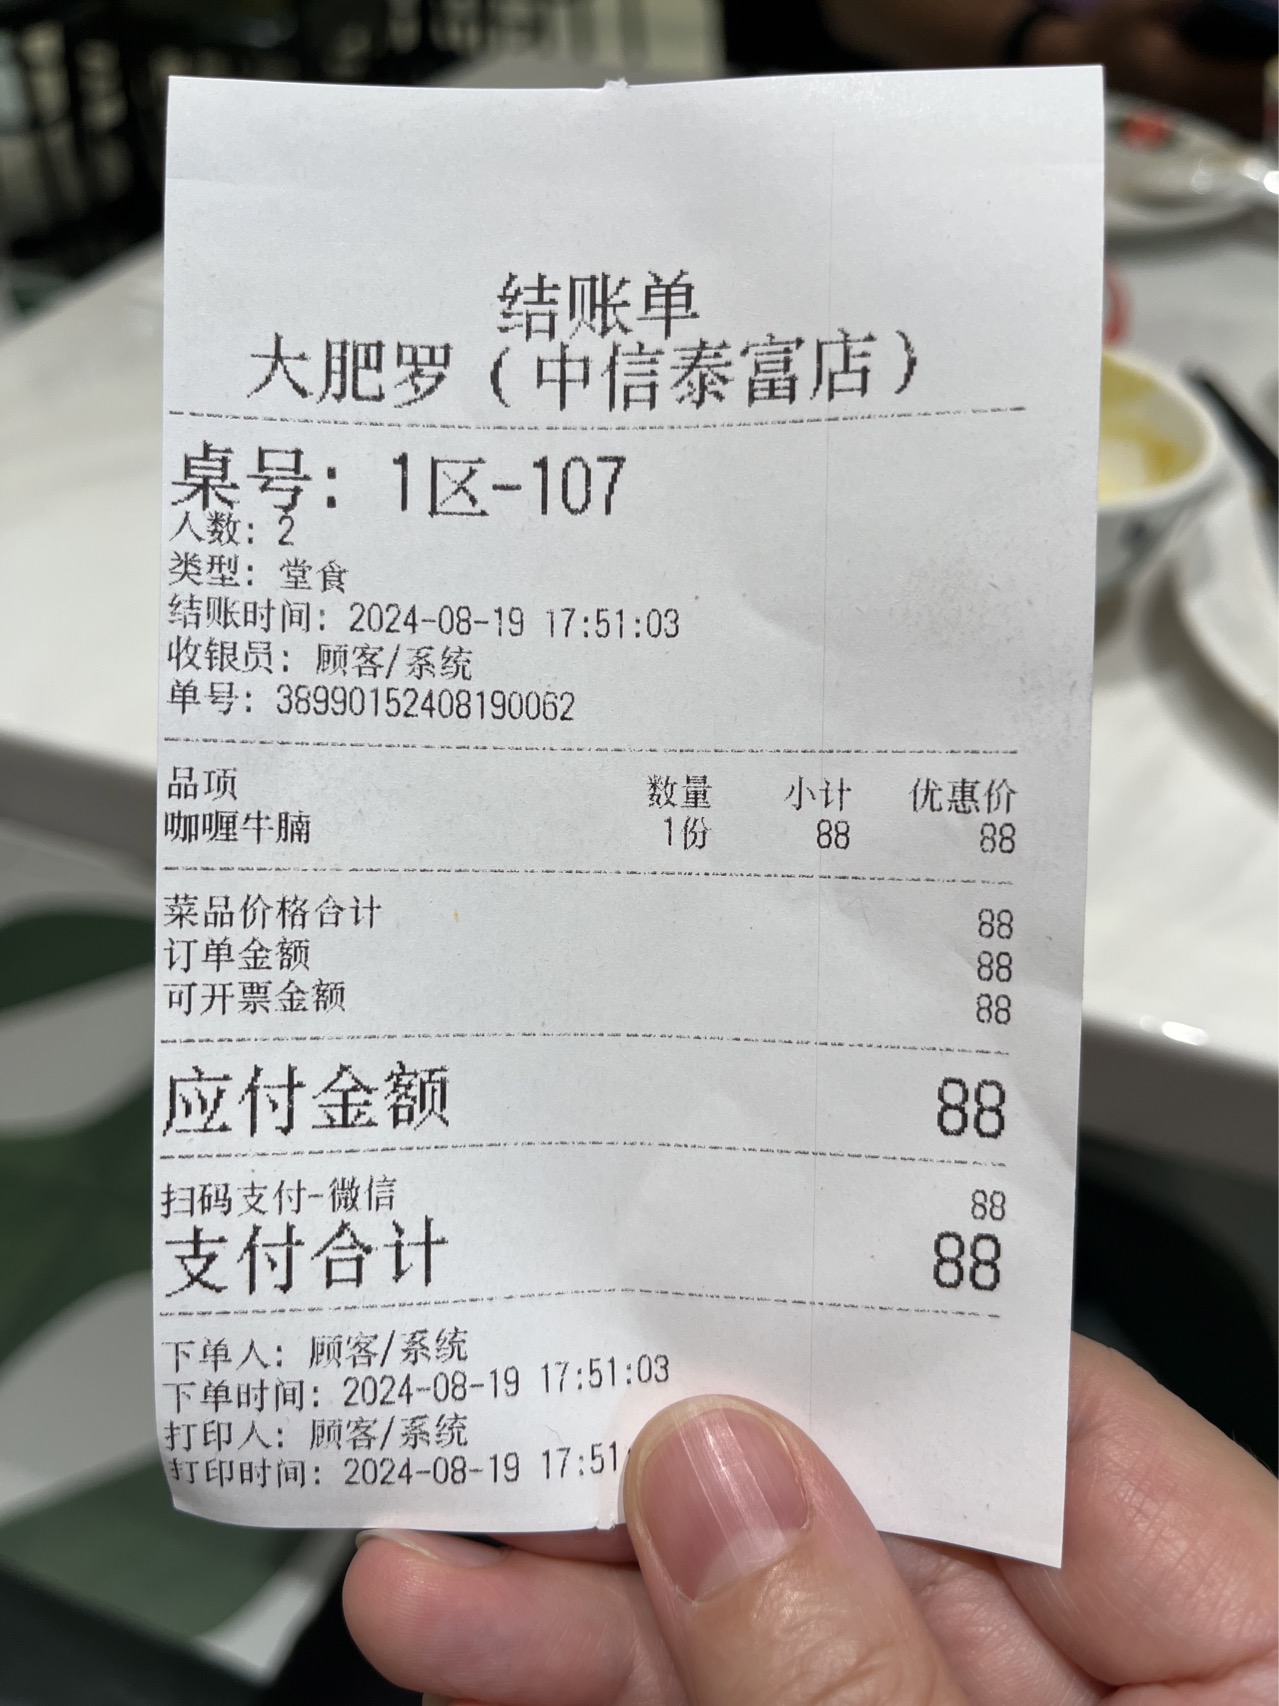 结账单
大肥罗(中信泰富店)
桌号: 1区-107
人数: 2
类型: 堂食
结账时间: 2024-08-19 17:51:03
收银员: 顾客/系统
单号: 38990152408190062
品项 数量 小计 优惠价
咖喱牛腩 1份 88 88
菜品价格合计 88
订单金额 88
可开票金额 88
应付金额 88
扫码支付-微信 88
支付合计 88
下单人: 顾客/系统
下单时间: 2024-08-19 17:51:03
打印人: 顾客/系统
打印时间: 2024-08-19 17:51